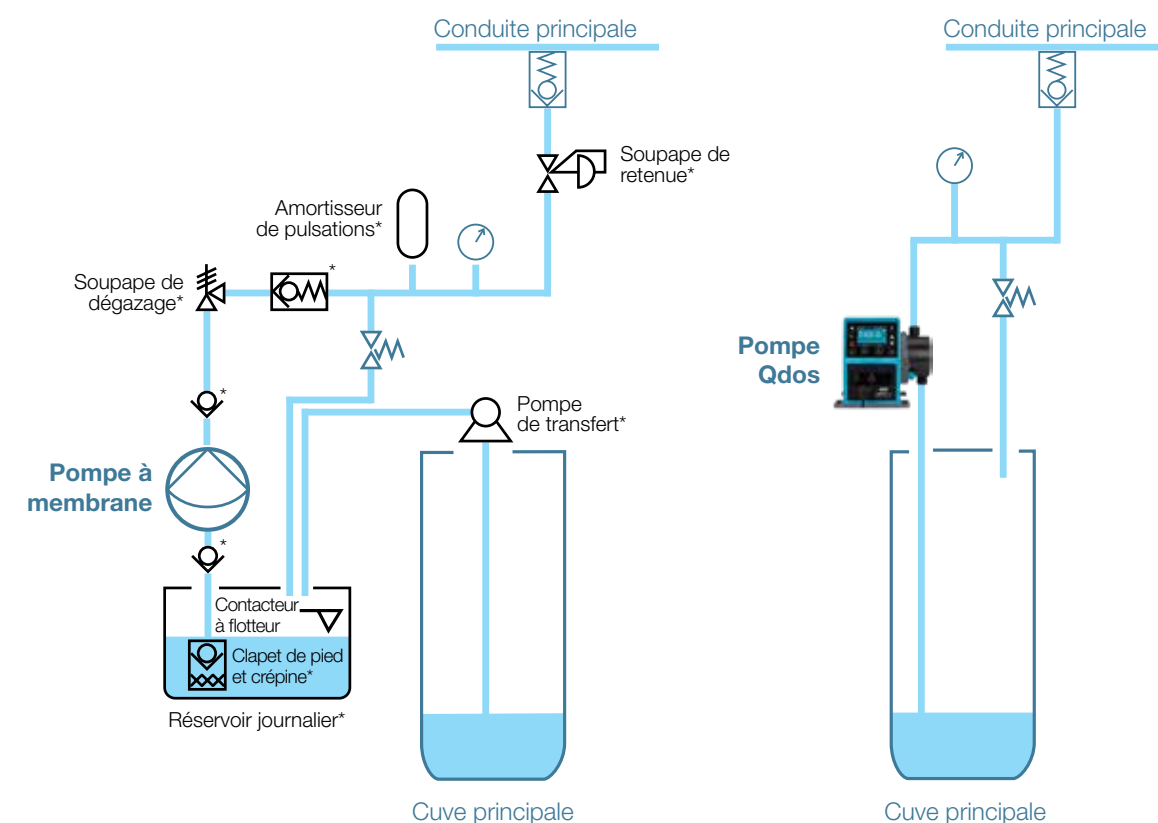 Conduite principale
Soupape de
retenue*
Amortisseur
de pulsations*
Soupape de
dégazage*
*
*
Pompe à
membrane
*
Pompe
de transfert*
Contacteur
à flotteur
Clapet de pied
et crépine*
Réservoir journalier*
Cuve principale
Conduite principale
Pompe
Qdos
Cuve principale